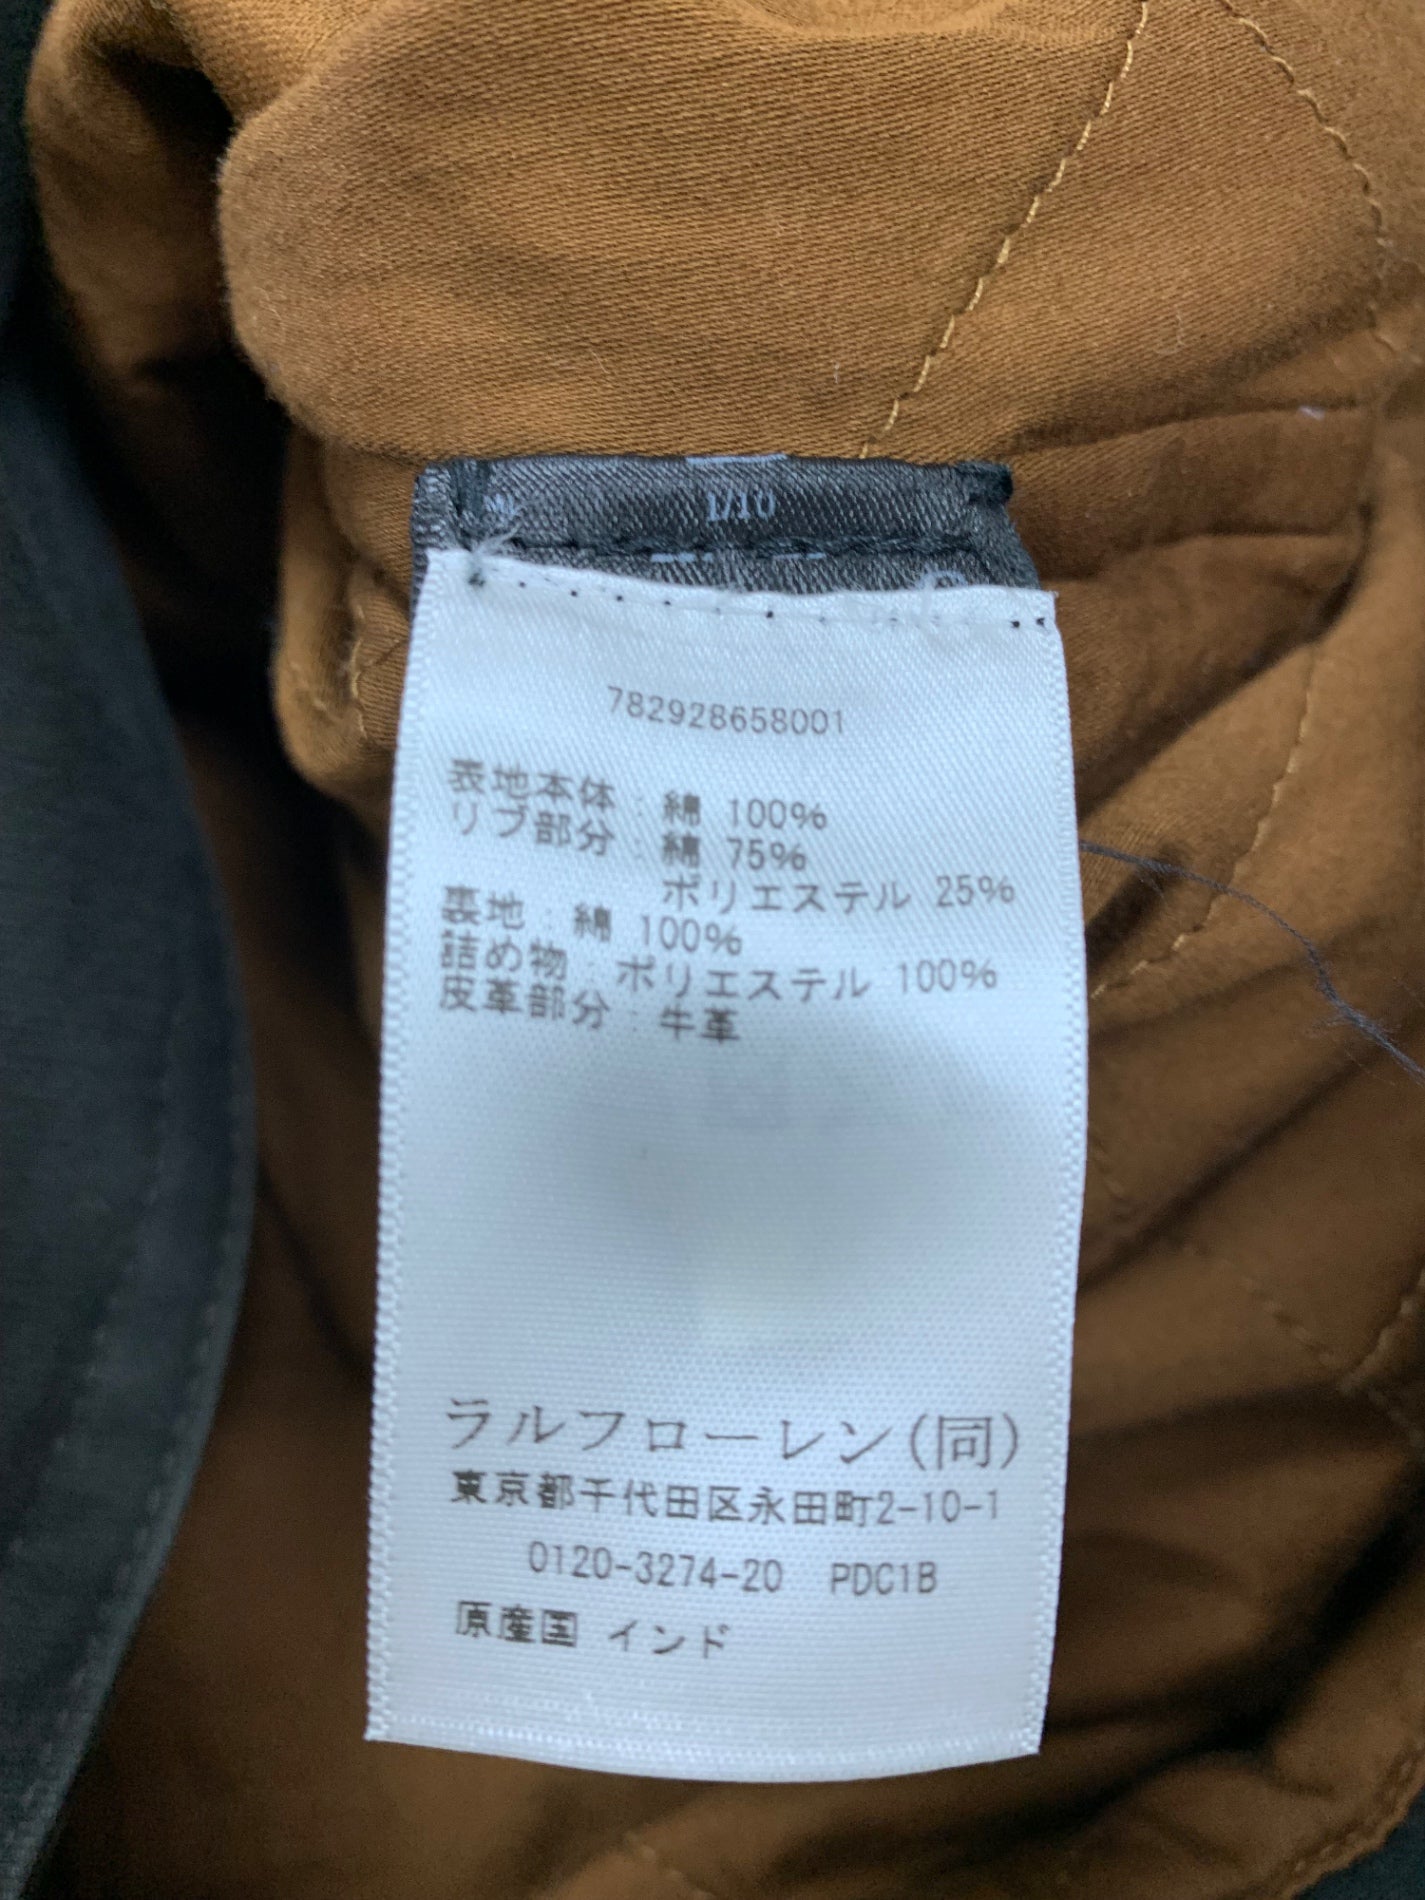 1/10
782928658001
表地本体:綿 100%
リブ部分:綿 75%
ポリエステル 25%
裏地:綿 100%
詰め物:ポリエステル 100%
皮革部分:牛革
ラルフローレン(同)
東京都千代田区永田町2-10-1
0120-3274-20 PDC1B
原産国 インド